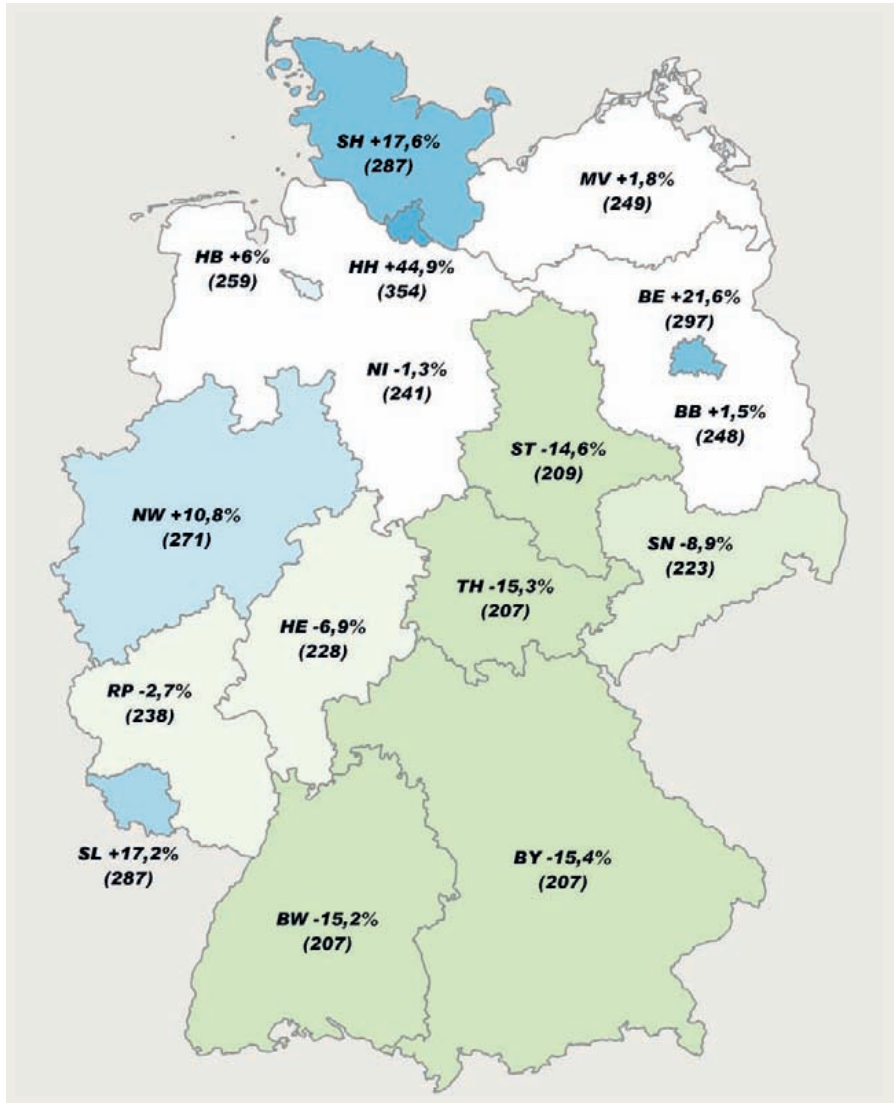 SH +17,6%
(287)
MV +1,8%
(249)
HB +6%
(259)
HH +44,9%
(354)
BE +21,6%
(297)
NI -1,3%
(241)
BB +1,5%
(248)
ST -14,6%
(209)
NW +10,8%
(271)
SN -8,9%
(223)
TH -15,3%
(207)
HE -6,9%
(228)
RP -2,7%
(238)
SL +17,2%
(287)
BY -15,4%
(207)
BW -15,2%
(207)